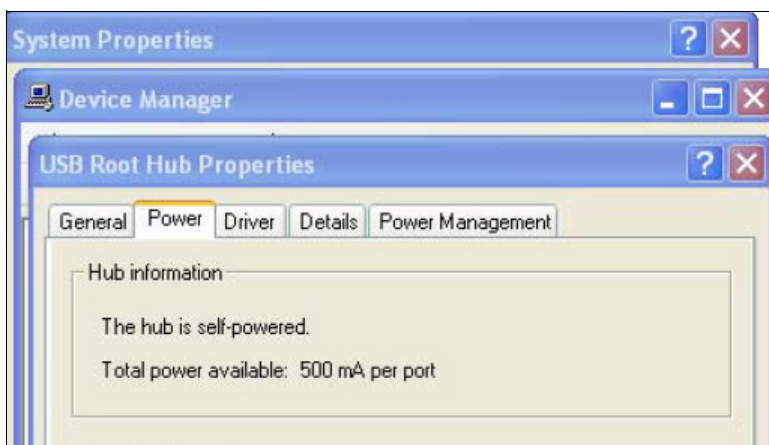 System Properties
Device Manager
USB Root Hub Properties
General Power Driver Details Power Management
Hub information
The hub is self-powered.
Total power available: 500 mA per port